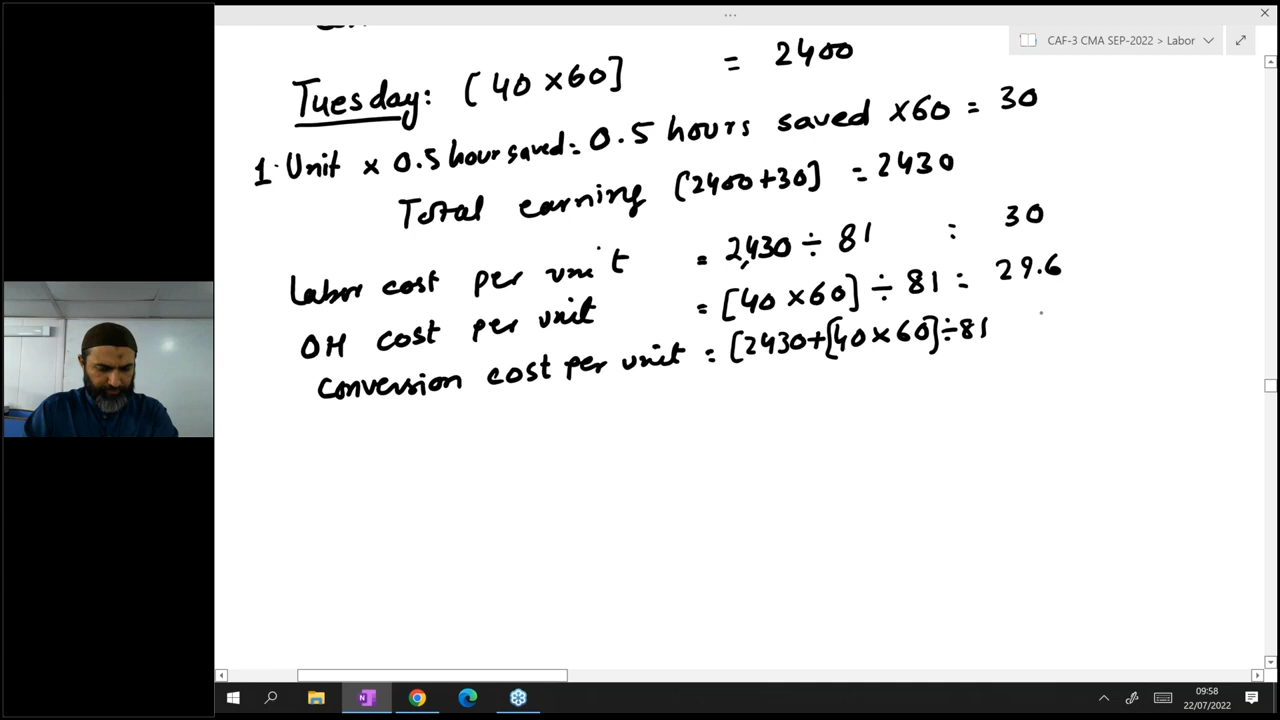 CAF-3 CMA SEP-2022 > Labor
Tuesday: [40 × 60] = 2400
1. Unit × 0.5 hour saved = 0.5 hours saved × 60 = 30
Total earning [2400 + 30] = 2430
Labor cost per unit = 2,430 ÷ 81 = 30
OH cost per unit = [40 × 60] ÷ 81 = 29.6
Conversion cost per unit = [2430 + [40 × 60] ÷ 81
09:58
22/07/2022